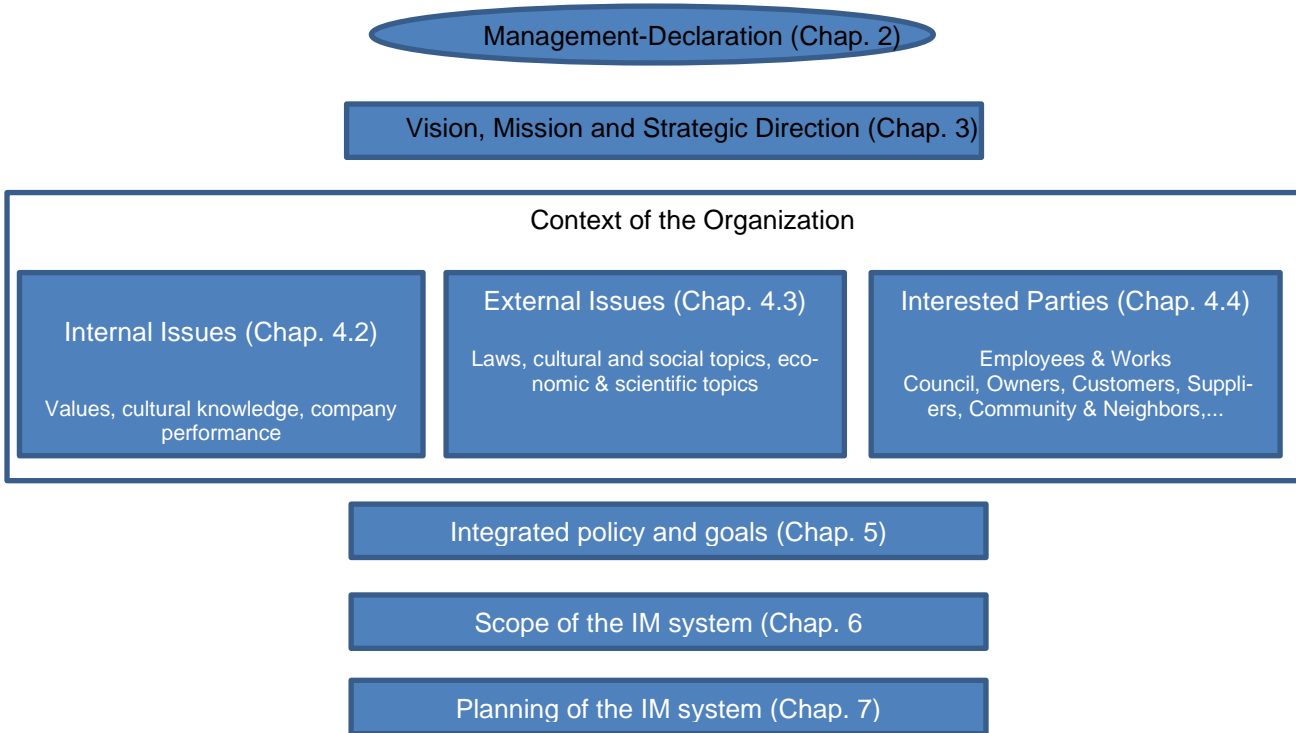 Management-Declaration (Chap. 2)
Vision, Mission and Strategic Direction (Chap. 3)
Context of the Organization
Internal Issues (Chap. 4.2)
Values, cultural knowledge, company
performance
External Issues (Chap. 4.3)
Laws, cultural and social topics, eco-
nomic & scientific topics
Interested Parties (Chap. 4.4)
Employees & Works
Council, Owners, Customers, Suppli-
ers, Community & Neighbors,...
Integrated policy and goals (Chap. 5)
Scope of the IM system (Chap. 6
Planning of the IM system (Chap. 7)